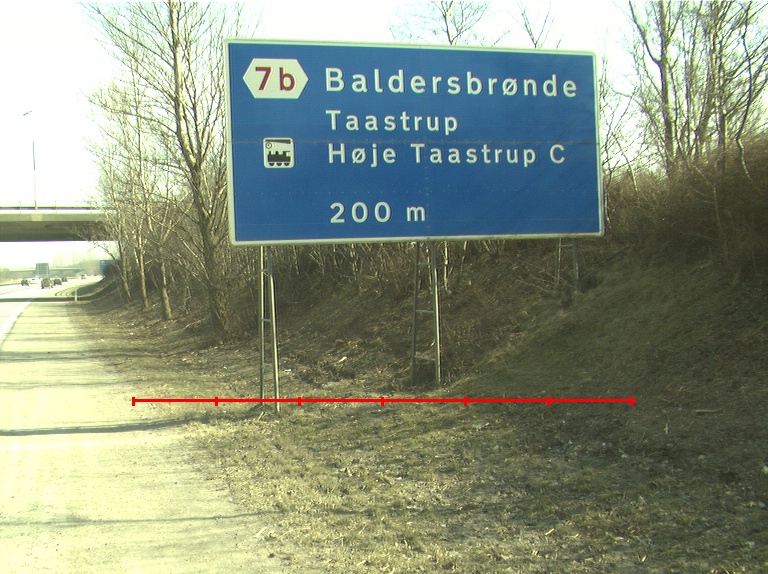 7b Baldersbrønde
Taastrup
Høje Taastrup C
200 m